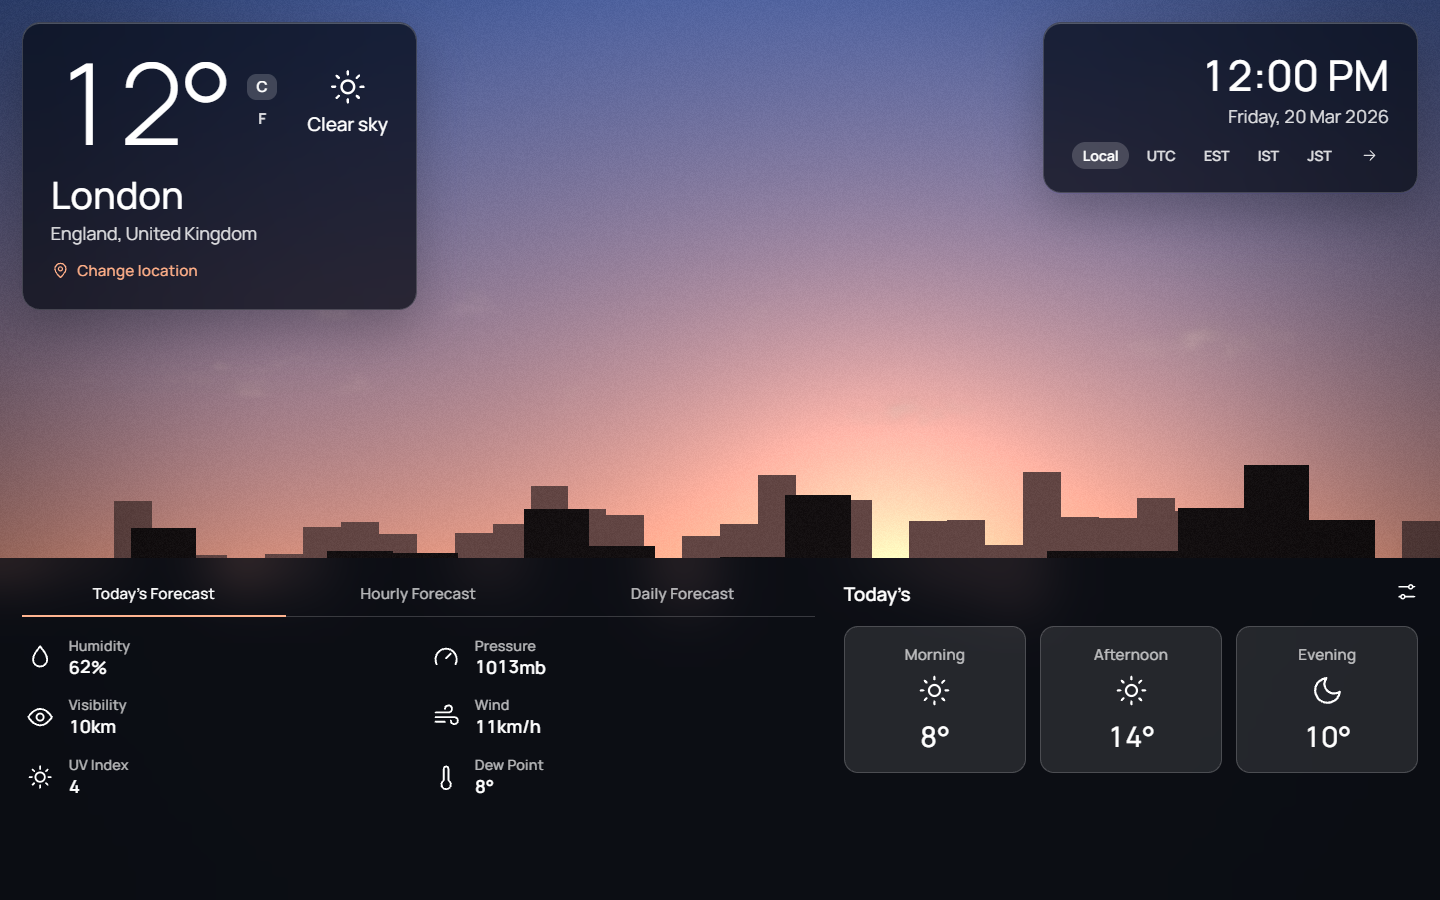 12°
C
F
Clear sky
London
England, United Kingdom
Change location
12:00 PM
Friday, 20 Mar 2026
Local UTC EST IST JST
Today's Forecast Hourly Forecast Daily Forecast
Humidity
62%
Pressure
1013mb
Visibility
10km
Wind
11km/h
UV Index
4
Dew Point
8°
Today's
Morning
8°
Afternoon
14°
Evening
10°